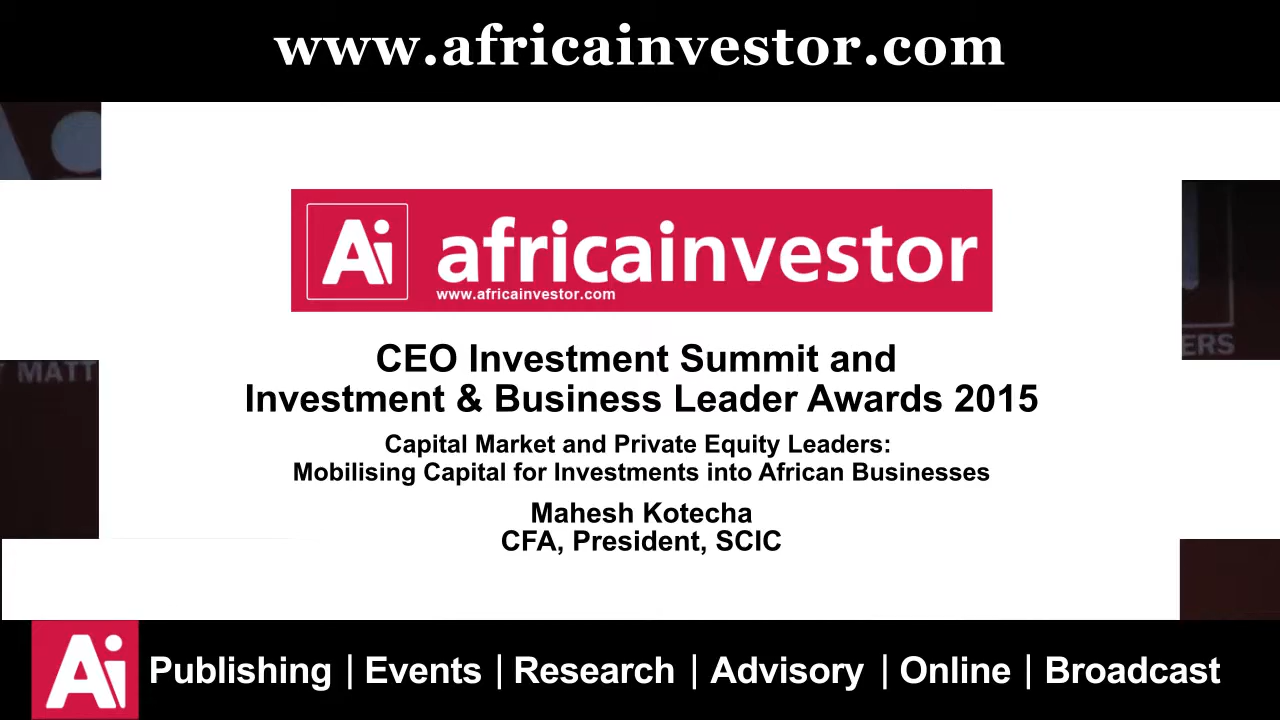 www.africainvestor.com
Ai africainvestor
www.africainvestor.com
MATT
ERS
CEO Investment Summit and
Investment & Business Leader Awards 2015
Capital Market and Private Equity Leaders:
Mobilising Capital for Investments into African Businesses
Mahesh Kotecha
CFA, President, SCIC
Ai Publishing | Events | Research | Advisory | Online | Broadcast